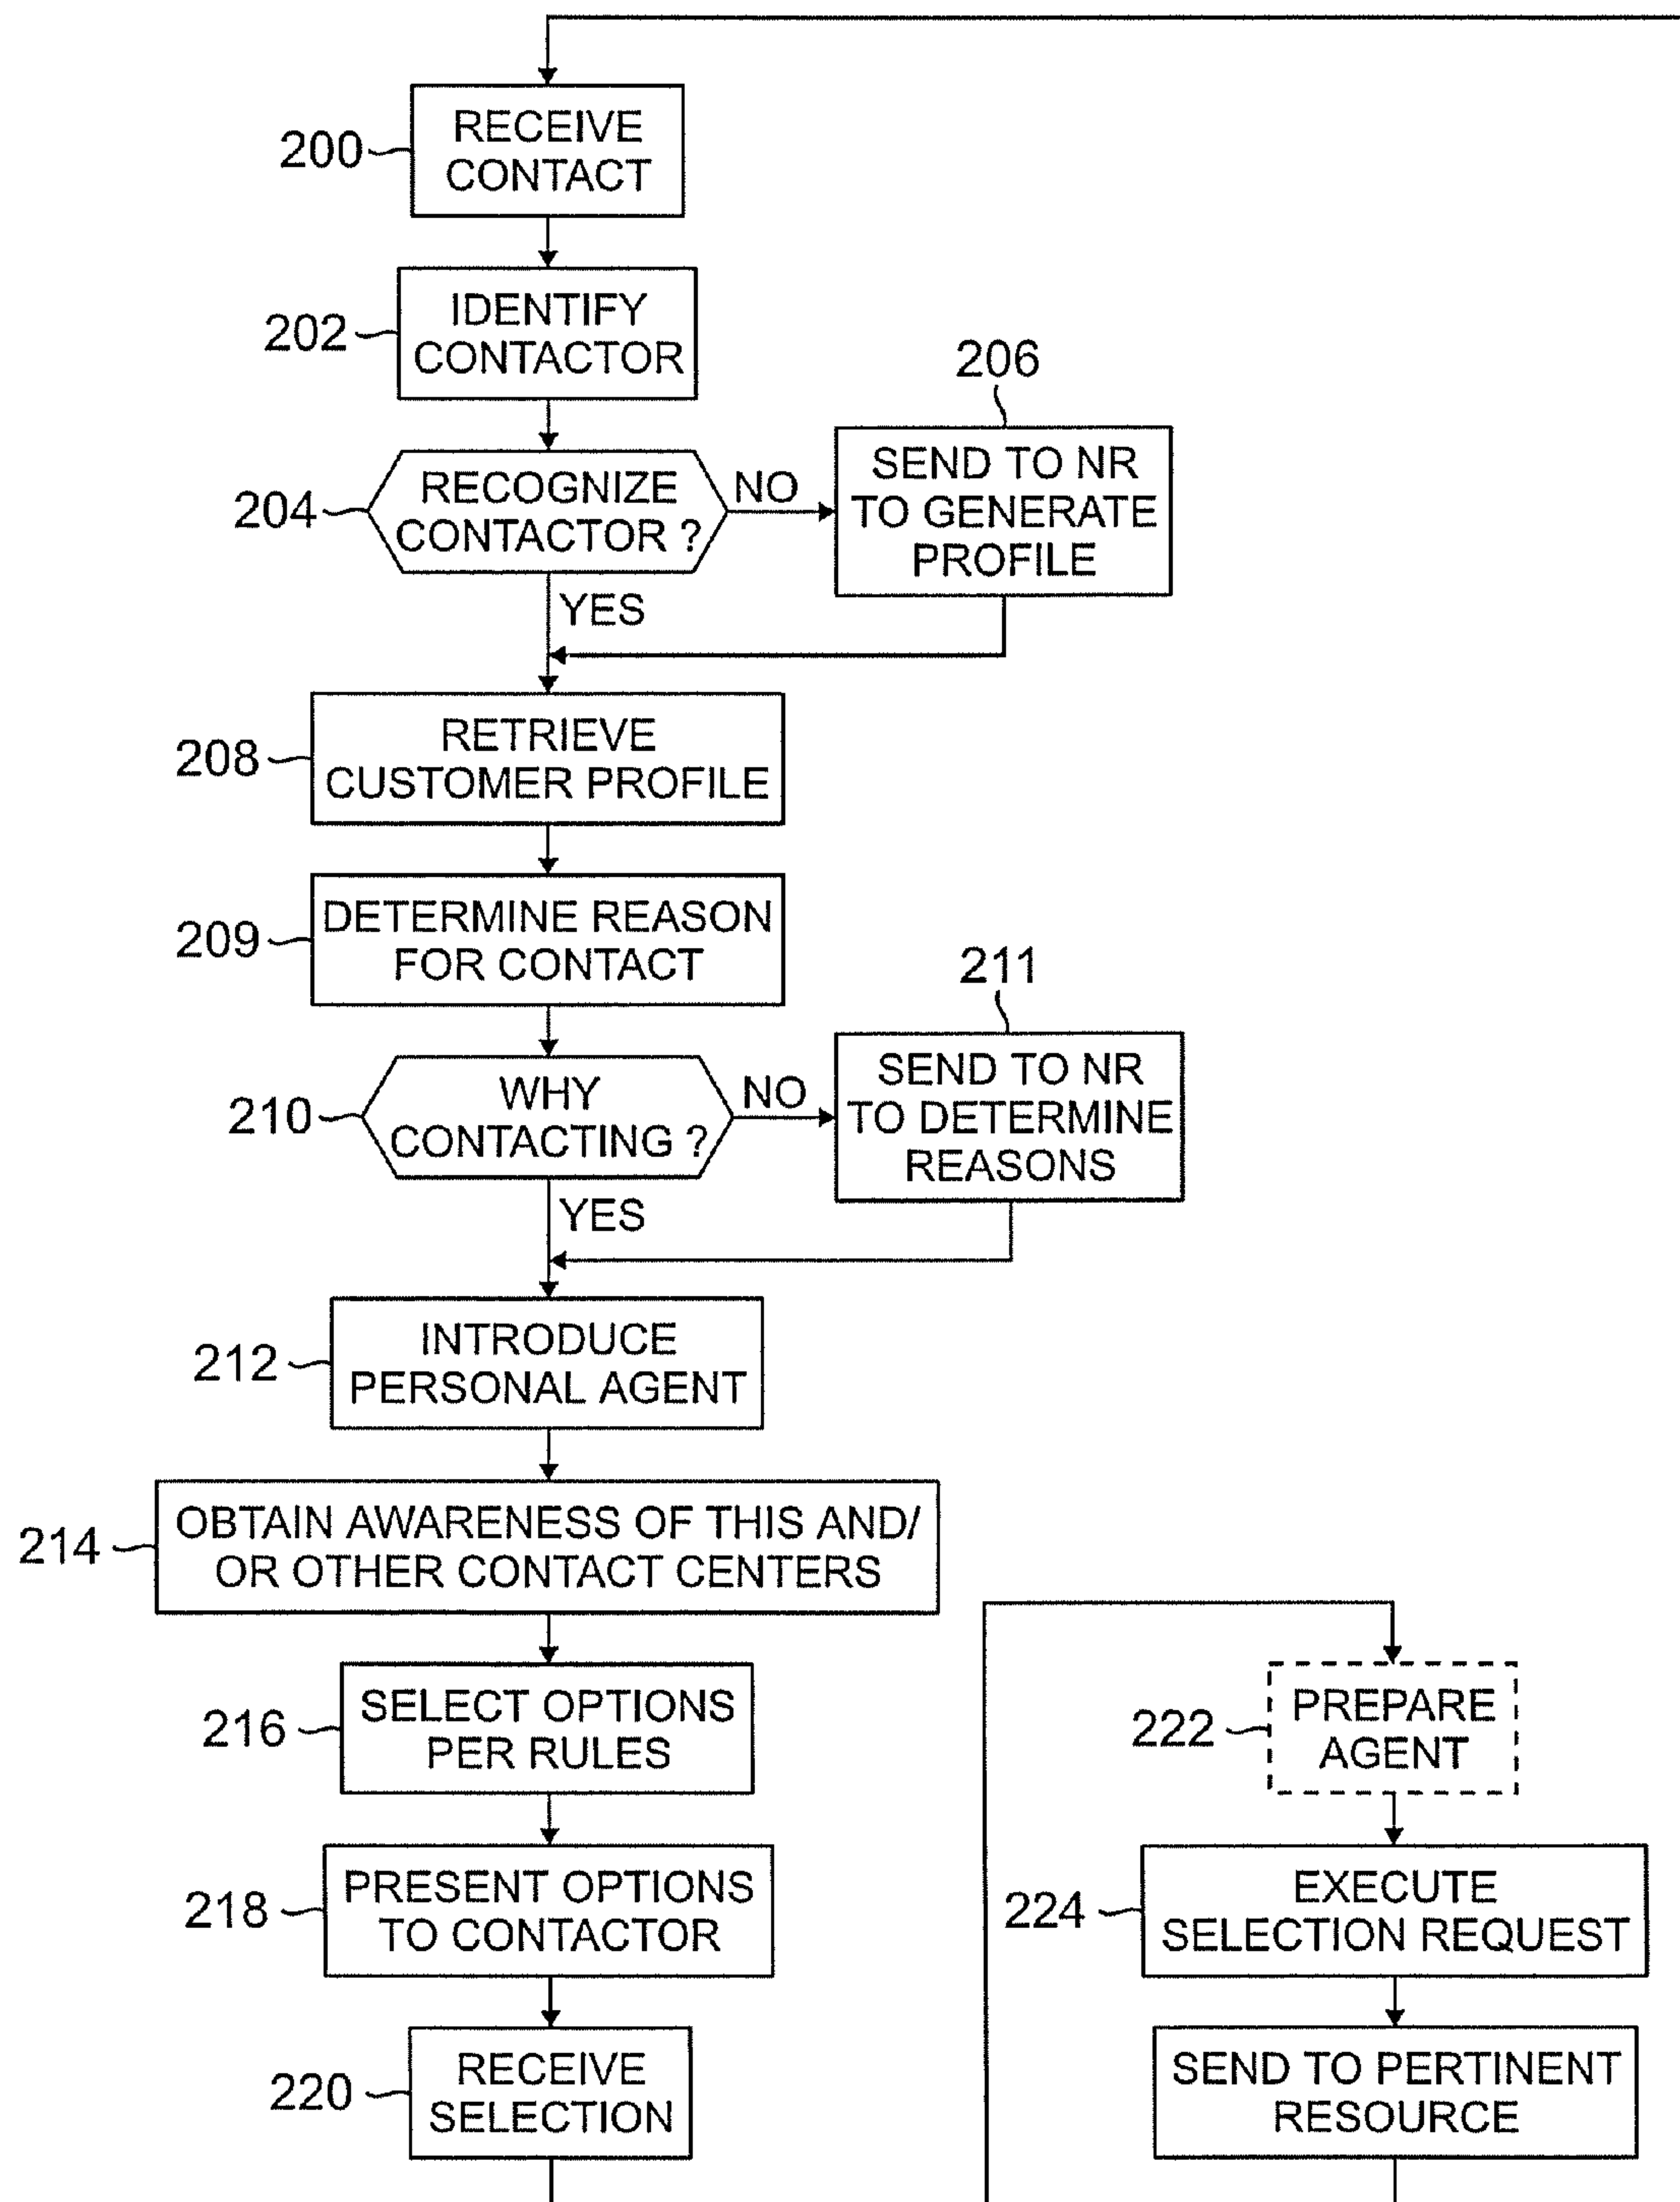 200
RECEIVE
CONTACT
202
IDENTIFY
CONTACTOR
204
RECOGNIZE
CONTACTOR ?
NO
YES
206
SEND TO NR
TO GENERATE
PROFILE
208
RETRIEVE
CUSTOMER PROFILE
209
DETERMINE REASON
FOR CONTACT
210
WHY
CONTACTING ?
NO
YES
211
SEND TO NR
TO DETERMINE
REASONS
212
INTRODUCE
PERSONAL AGENT
214
OBTAIN AWARENESS OF THIS AND/
OR OTHER CONTACT CENTERS
216
SELECT OPTIONS
PER RULES
218
PRESENT OPTIONS
TO CONTACTOR
220
RECEIVE
SELECTION
222
PREPARE
AGENT
224
EXECUTE
SELECTION REQUEST
SEND TO PERTINENT
RESOURCE